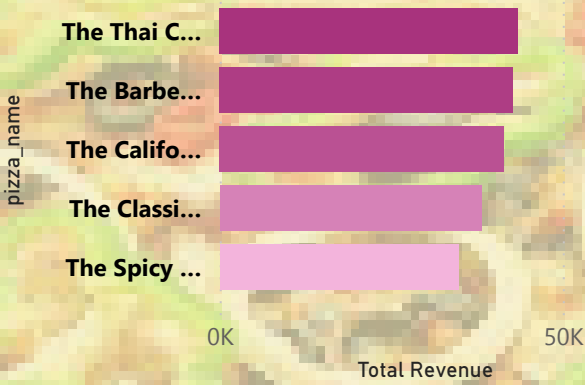 pizza_name
The Thai C...
The Barbe...
The Califo...
The Classi...
The Spicy ...
0K 50K
Total Revenue